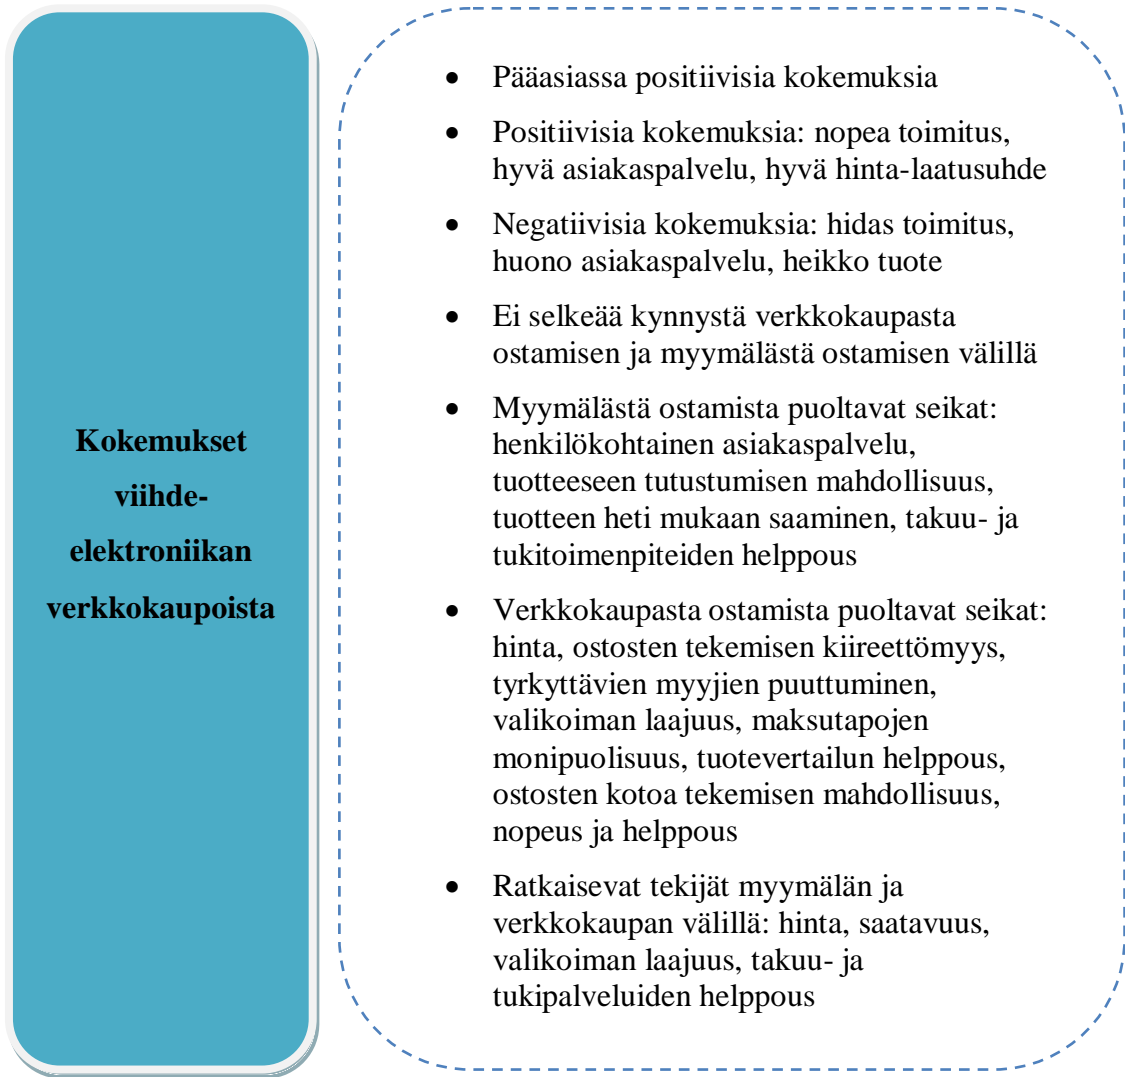 Kokemukset
viihde-
elektroniikan
verkkokaupoista
• Pääasiassa positiivisia kokemuksia
• Positiivisia kokemuksia: nopea toimitus,
hyvä asiakaspalvelu, hyvä hinta-laatusuhde
• Negatiivisia kokemuksia: hidas toimitus,
huono asiakaspalvelu, heikko tuote
• Ei selkeää kynnystä verkkokaupasta
ostamisen ja myymälästä ostamisen välillä
• Myymälästä ostamista puoltavat seikat:
henkilökohtainen asiakaspalvelu,
tuotteeseen tutustumisen mahdollisuus,
tuotteen heti mukaan saaminen, takuu- ja
tukitoimenpiteiden helppous
• Verkkokaupasta ostamista puoltavat seikat:
hinta, ostosten tekemisen kiireettömyys,
tyrkyttävien myyjien puuttuminen,
valikoiman laajuus, maksutapojen
monipuolisuus, tuotevertailun helppous,
ostosten kotoa tekemisen mahdollisuus,
nopeus ja helppous
• Ratkaisevat tekijät myymälän ja
verkkokaupan välillä: hinta, saatavuus,
valikoiman laajuus, takuu- ja
tukipalveluiden helppous